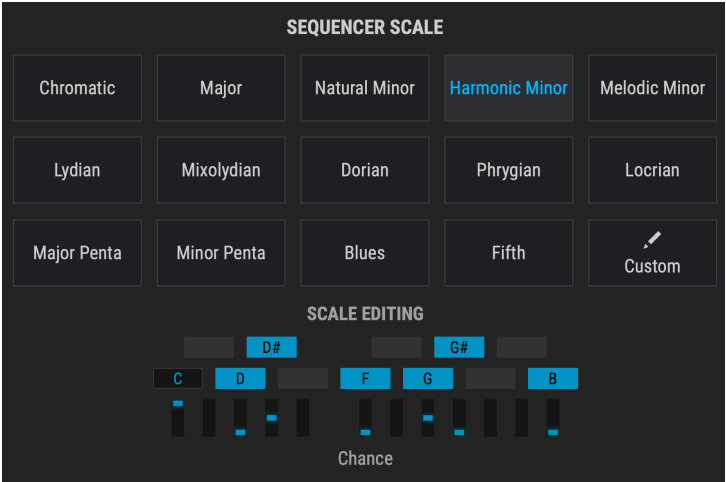 SEQUENCER SCALE
Chromatic Major Natural Minor Harmonic Minor Melodic Minor
Lydian Mixolydian Dorian Phrygian Locrian
Major Penta Minor Penta Blues Fifth Custom
SCALE EDITING
D# G#
C D F G B
Chance